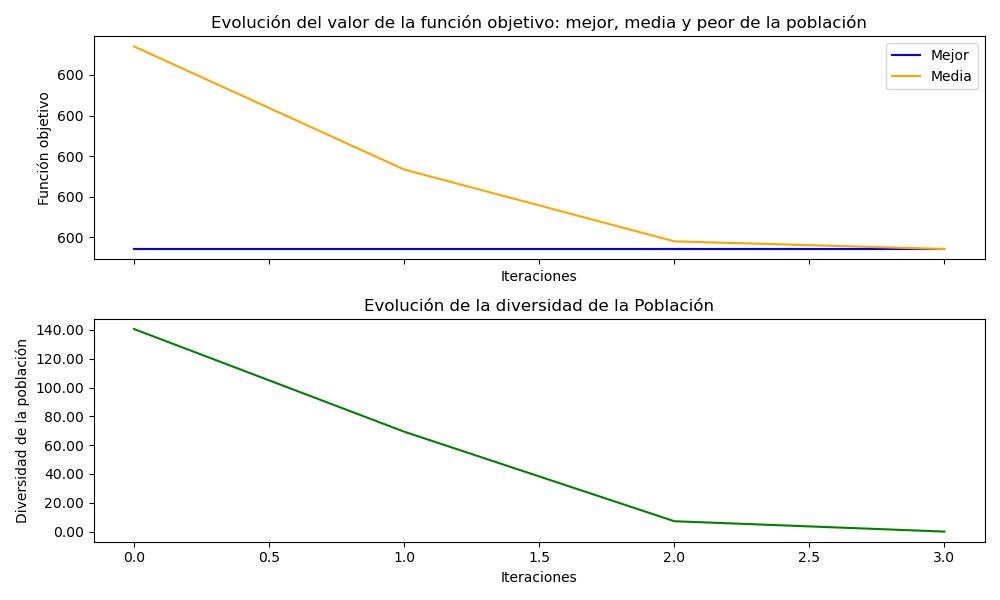 Evolución del valor de la función objetivo: mejor, media y peor de la población
Mejor
Media
600
600
600
600
600
Función objetivo
Iteraciones
Evolución de la diversidad de la Población
140.00
120.00
100.00
80.00
60.00
40.00
20.00
0.00
Diversidad de la población
0.0 0.5 1.0 1.5 2.0 2.5 3.0
Iteraciones